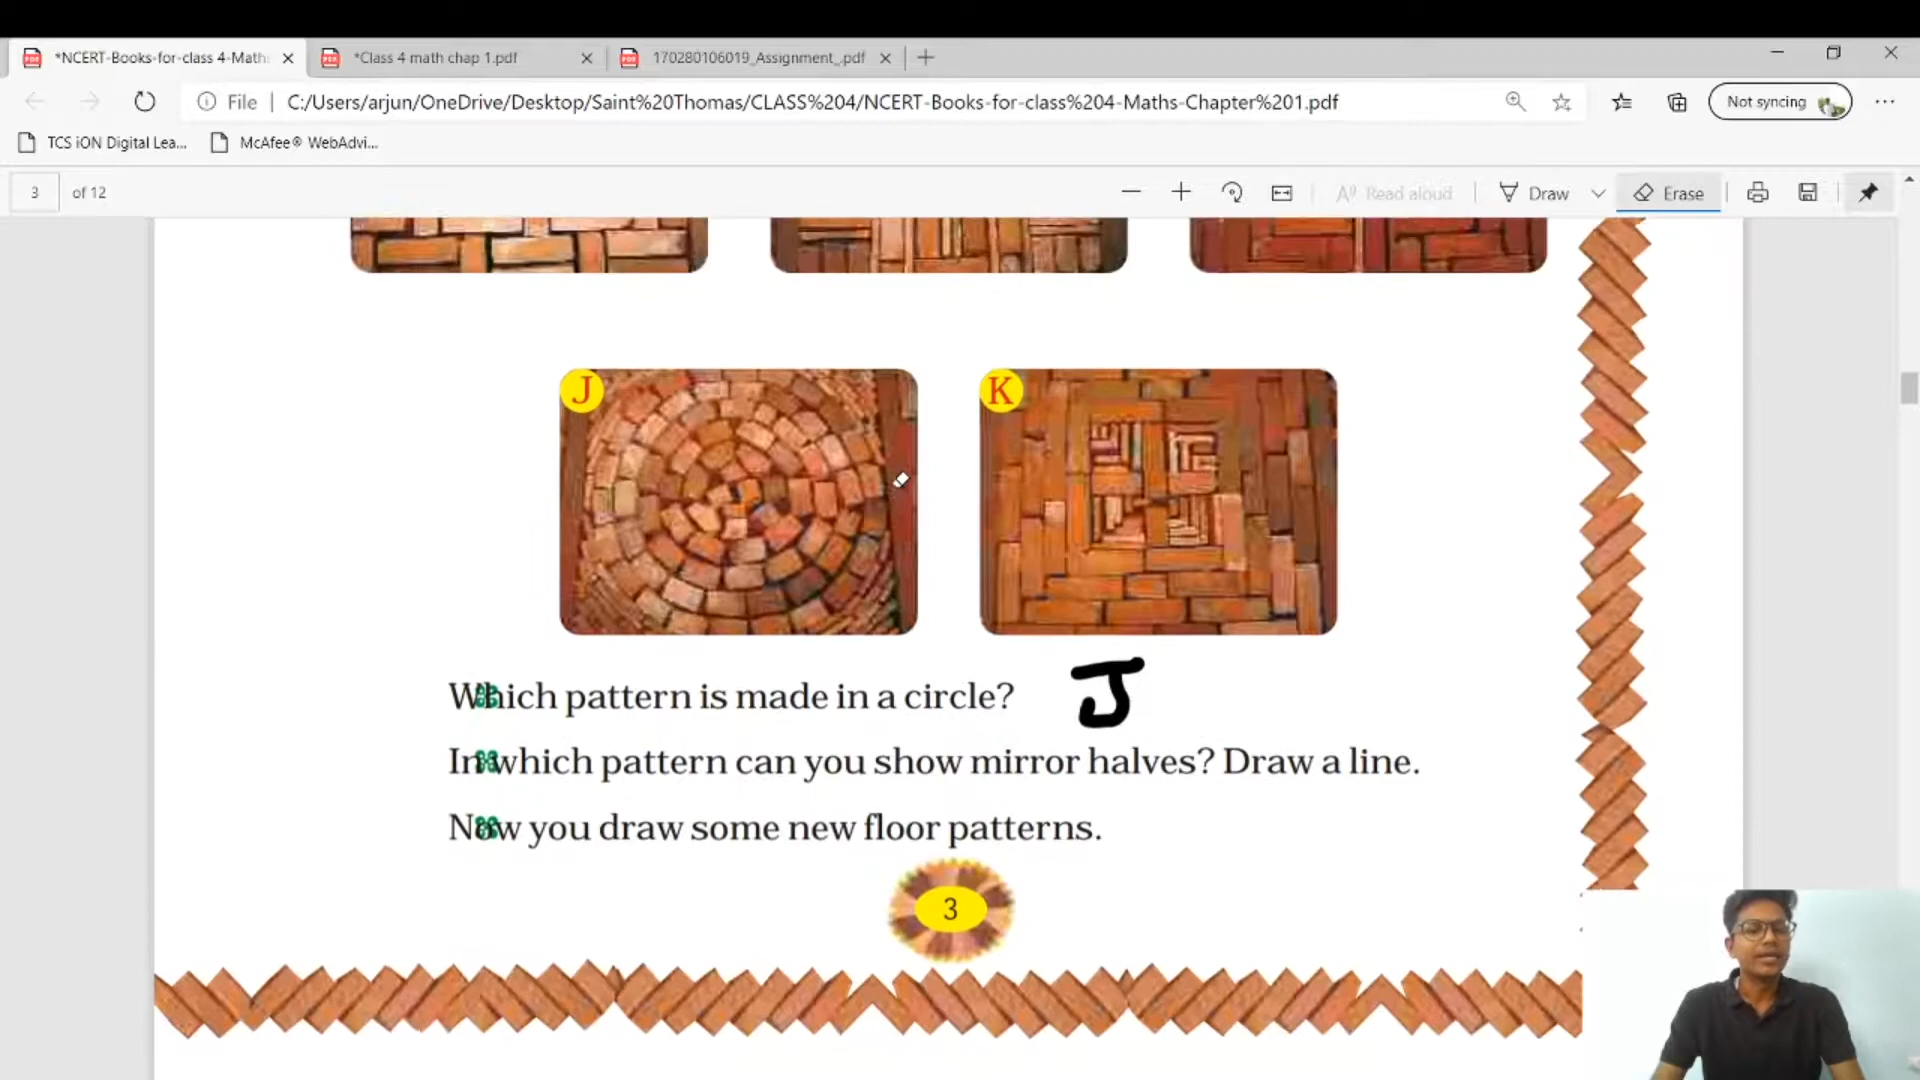 *NCERT-Books-for-class 4-Math:
*Class 4 math chap 1.pdf
170280106019_Assignment_.pdf
File
C:/Users/arjun/OneDrive/Desktop/Saint%20Thomas/CLASS%204/NCERT-Books-for-class%204-Maths-Chapter%201.pdf
Not syncing
TCS iON Digital Lea...
McAfee® WebAdvi...
3 of 12
Read aloud
Draw
Erase
J
K
Which pattern is made in a circle? J
In which pattern can you show mirror halves? Draw a line.
Now you draw some new floor patterns.
3